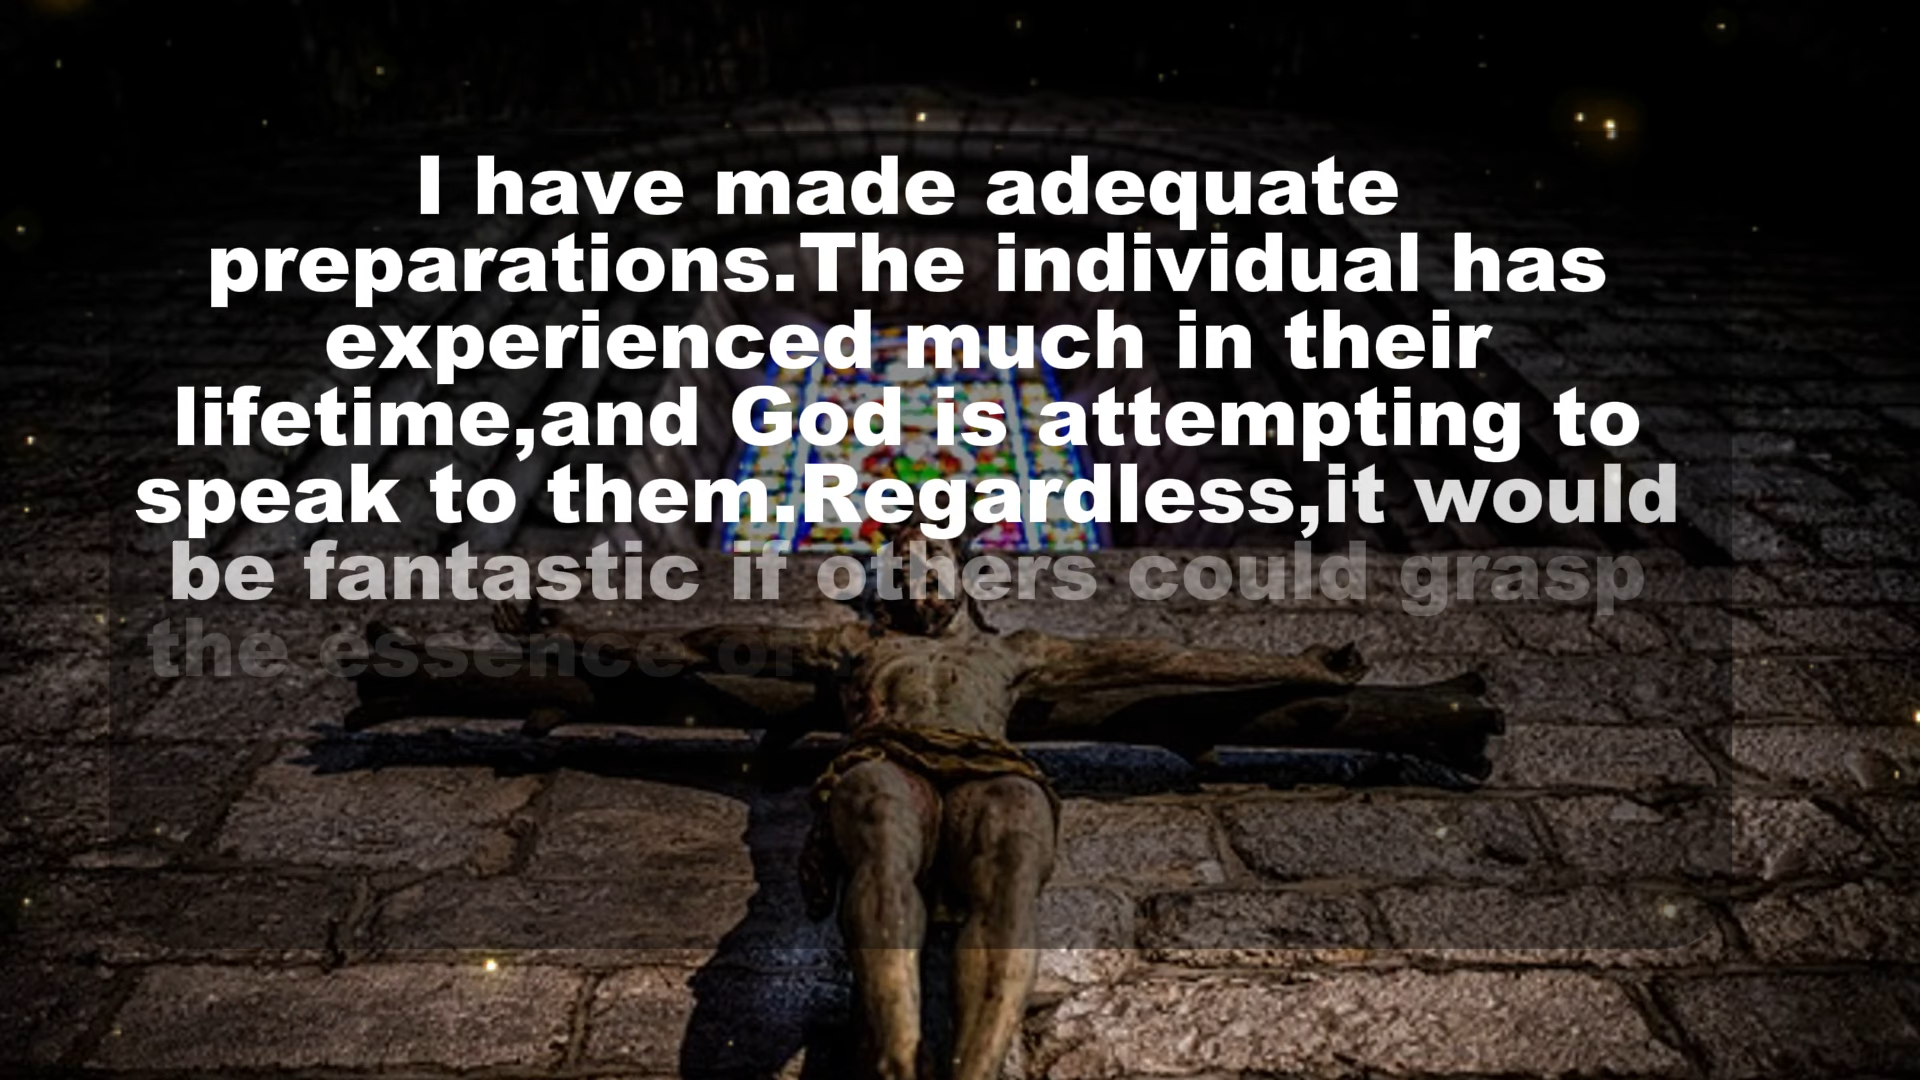 I have made adequate
preparations.The individual has
experienced much in their
lifetime,and God is attempting to
speak to them.Regardless,it would
be fantastic if others could grasp
the essence of